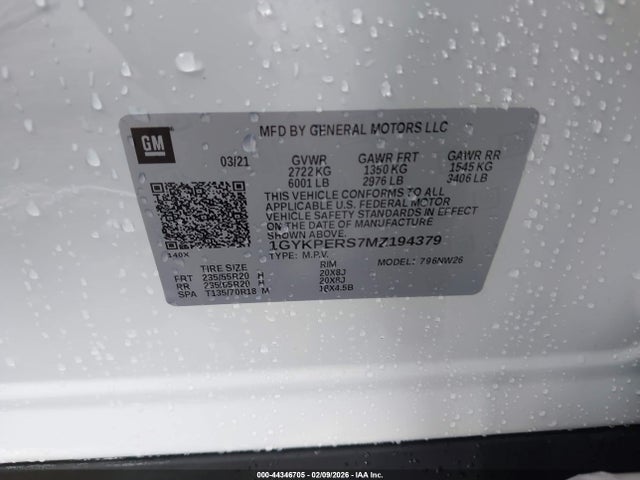 GM
MFD BY GENERAL MOTORS LLC
03/21 GVWR GAWR FRT GAWR RR
2722 KG 1350 KG 1545 KG
6001 LB 2976 LB 3406 LB
THIS VEHICLE CONFORMS TO ALL
APPLICABLE U.S. FEDERAL MOTOR
VEHICLE SAFETY STANDARDS IN EFFECT
ON THE DATE OF MANUFACTURE
SHOWN ABOVE.
1GYKPERS7MZ194379
140X TYPE: M.P.V. MODEL: 796NW26
TIRE SIZE RIM
FRT 235/55R20 H 20X8J
RR 235/55R20 H 20X8J
SPA T135/70R18 M 18X4.5B
000-44346705 - 02/09/2026 - IAA Inc.